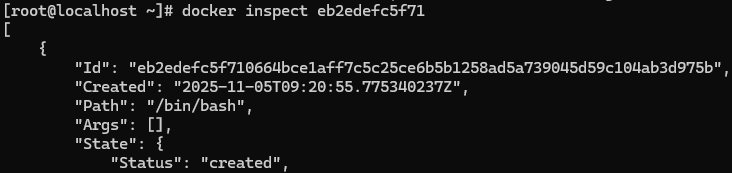 [root@localhost ~]# docker inspect eb2edefc5f71
[
    {
        "Id": "eb2edefc5f710664bce1aff7c5c25ce6b5b1258ad5a739045d59c104ab3d975b",
        "Created": "2025-11-05T09:20:55.775340237Z",
        "Path": "/bin/bash",
        "Args": [],
        "State": {
            "Status": "created",